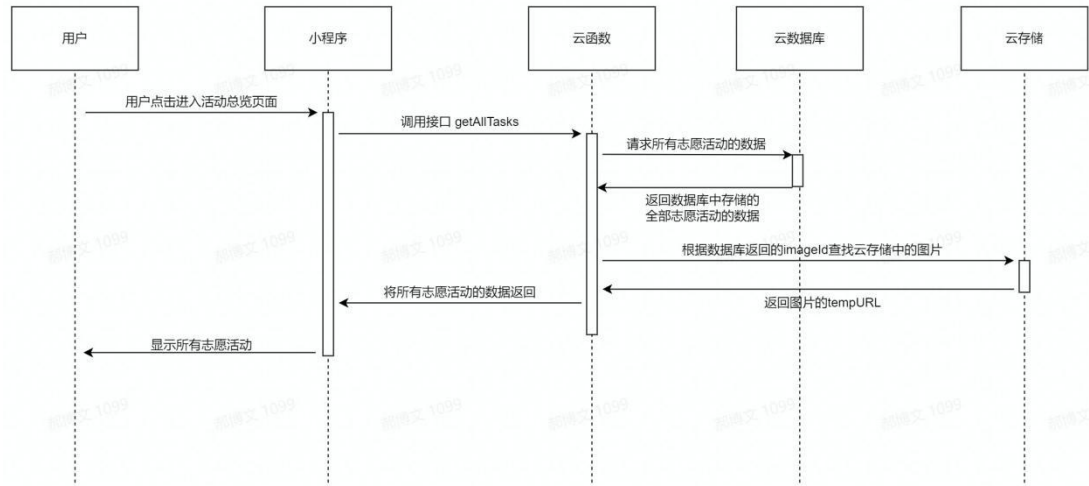 用户
小程序
云函数
云数据库
云存储
用户点击进入活动总览页面
调用接口 getAllTasks
请求所有志愿活动的数据
返回数据库中存储的
全部志愿活动的数据
根据数据库返回的imageId查找云存储中的图片
将所有志愿活动的数据返回
返回图片的tempURL
显示所有志愿活动